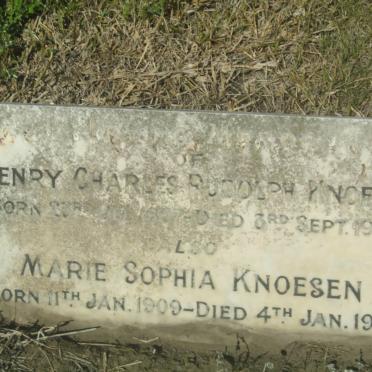 OF
ENRY CHARLES RUDOLPH KNOE
ORN DIED 3RD SEPT. 19
ALSO
MARIE SOPHIA KNOESEN
ORN 11TH JAN. 1909-DIED 4TH JAN. 19